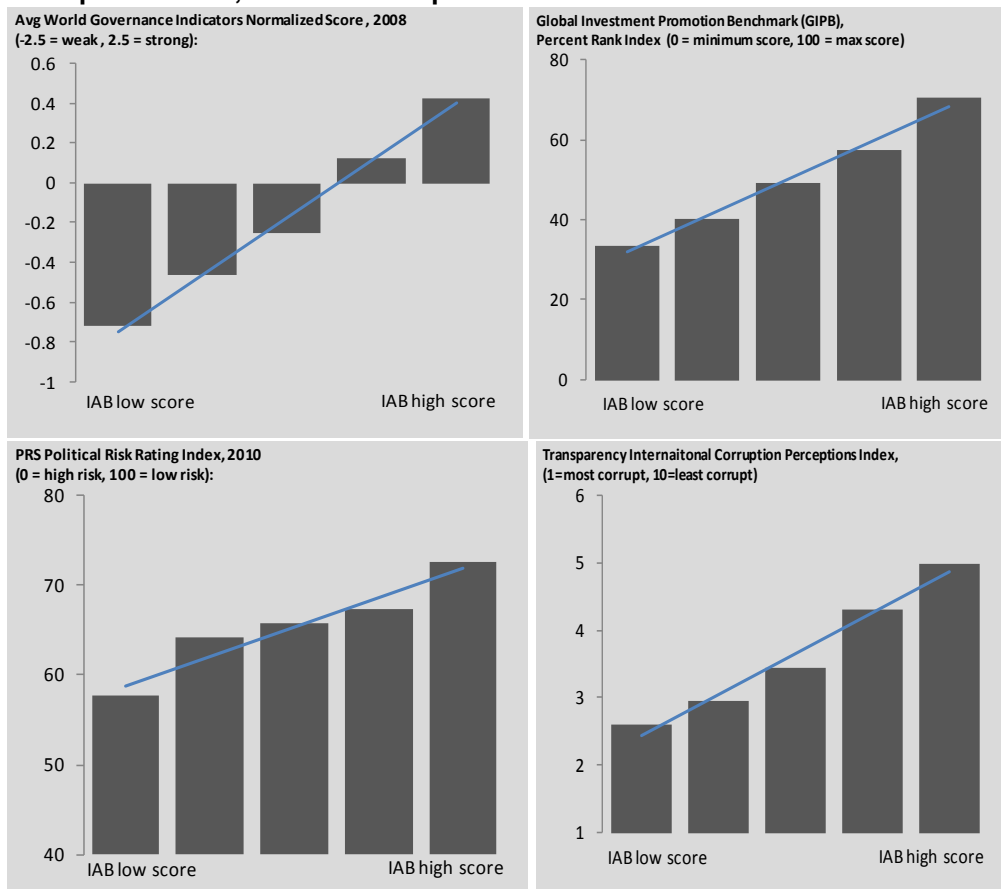 Avg World Governance Indicators Normalized Score , 2008
(-2.5 = weak , 2.5 = strong):
0.6
0.4
0.2
0
-0.2
-0.4
-0.6
-0.8
-1
IAB low score
IAB high score
Global Investment Promotion Benchmark (GIPB),
Percent Rank Index (0 = minimum score, 100 = max score)
80
60
40
20
0
IAB low score
IAB high score
PRS Political Risk Rating Index, 2010
(0 = high risk, 100 = low risk):
80
70
60
50
40
IAB low score
IAB high score
Transparency Internaitonal Corruption Perceptions Index,
(1=most corrupt, 10=least corrupt)
6
5
4
3
2
1
IAB low score
IAB high score